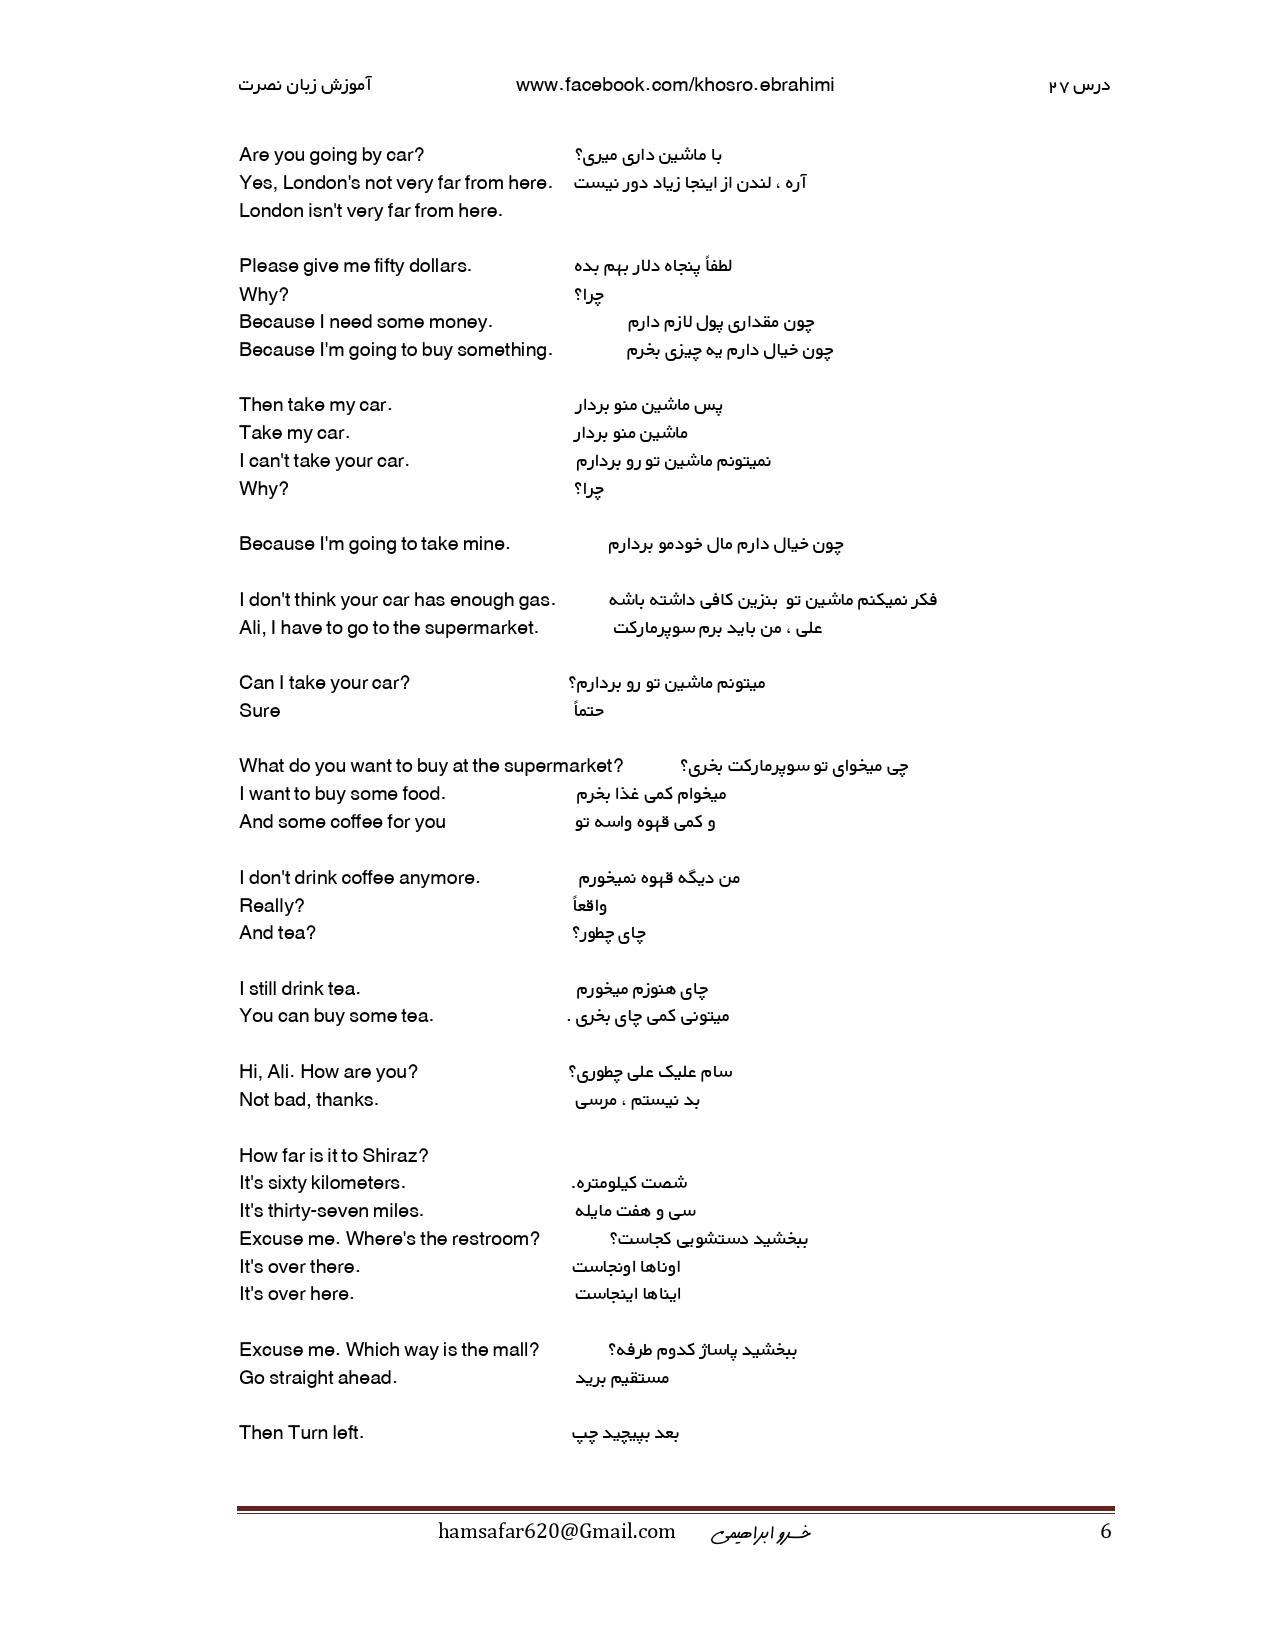 آموزش زبان نصرت www.facebook.com/khosro.ebrahimi درس ۲۷
Are you going by car? با ماشین داری میری؟
Yes, London's not very far from here. آره ، لندن از اینجا زیاد دور نیست
London isn't very far from here.
Please give me fifty dollars. لطفاً پنجاه دلار بهم بده
Why? چرا؟
Because I need some money. چون مقداری پول لازم دارم
Because I'm going to buy something. چون خیال دارم یه چیزی بخرم
Then take my car. پس ماشین منو بردار
Take my car. ماشین منو بردار
I can't take your car. نمیتونم ماشین تو رو بردارم
Why? چرا؟
Because I'm going to take mine. چون خیال دارم مال خودمو بردارم
I don't think your car has enough gas. فکر نمیکنم ماشین تو بنزین کافی داشته باشه
Ali, I have to go to the supermarket. علی ، من باید برم سوپرمارکت
Can I take your car? میتونم ماشین تو رو بردارم؟
Sure حتماً
What do you want to buy at the supermarket? چی میخوای تو سوپرمارکت بخری؟
I want to buy some food. میخوام کمی غذا بخرم
And some coffee for you و کمی قهوه واسه تو
I don't drink coffee anymore. من دیگه قهوه نمیخورم
Really? واقعاً
And tea? چای چطور؟
I still drink tea. چای هنوزم میخورم
You can buy some tea. میتونی کمی چای بخری .
Hi, Ali. How are you? سام علیک علی چطوری؟
Not bad, thanks. بد نیستم ، مرسی
How far is it to Shiraz?
It's sixty kilometers. شصت کیلومتره.
It's thirty-seven miles. سی و هفت مایله
Excuse me. Where's the restroom? ببخشید دستشویی کجاست؟
It's over there. اوناها اونجاست
It's over here. ایناها اینجاست
Excuse me. Which way is the mall? ببخشید پاساژ کدوم طرفه؟
Go straight ahead. مستقیم برید
Then Turn left. بعد بپیچید چپ
hamsafar620@Gmail.com خسرو ابراهیمی 6